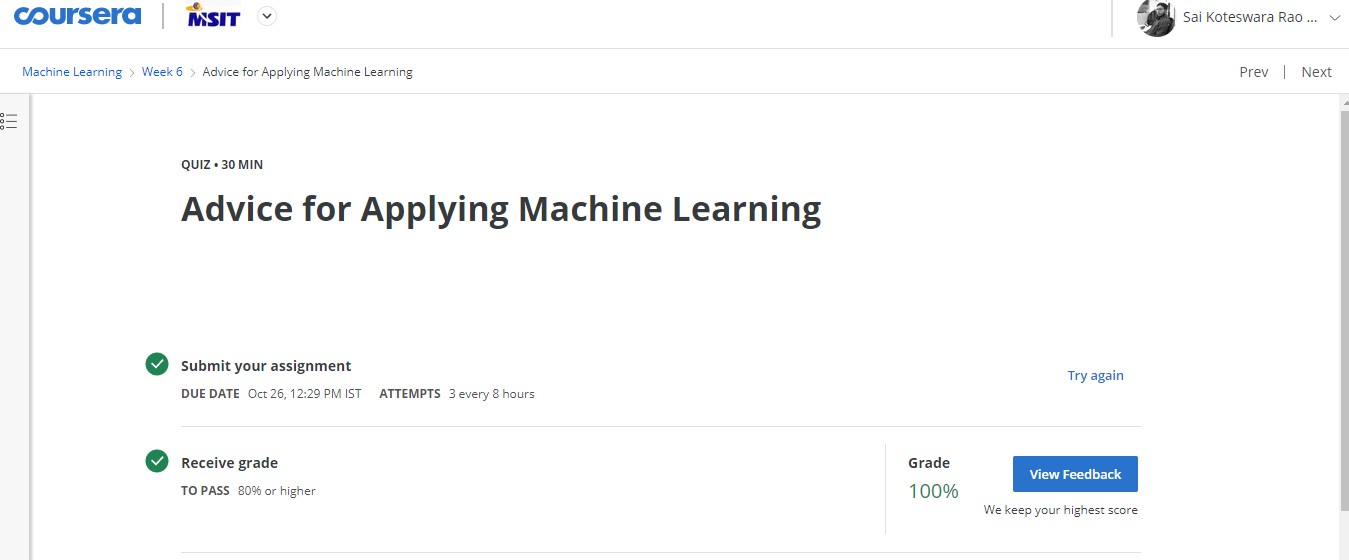 coursera
MSIT
Sai Koteswara Rao ...
Machine Learning > Week 6 > Advice for Applying Machine Learning
Prev | Next
QUIZ • 30 MIN
Advice for Applying Machine Learning
Submit your assignment
Try again
DUE DATE Oct 26, 12:29 PM IST ATTEMPTS 3 every 8 hours
Receive grade
TO PASS 80% or higher
Grade
100%
View Feedback
We keep your highest score